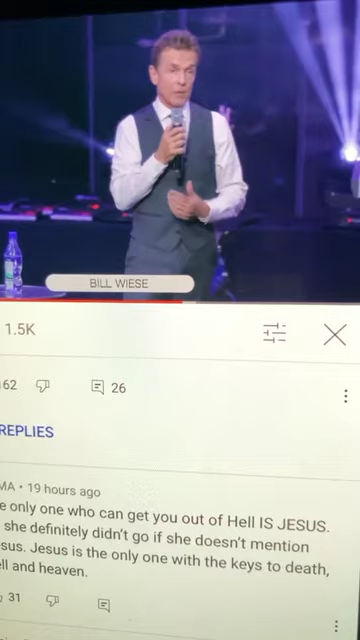 BILL WIESE
1.5K
62
26
REPLIES
MA • 19 hours ago
e only one who can get you out of Hell IS JESUS.
she definitely didn't go if she doesn't mention
sus. Jesus is the only one with the keys to death,
ll and heaven.
31